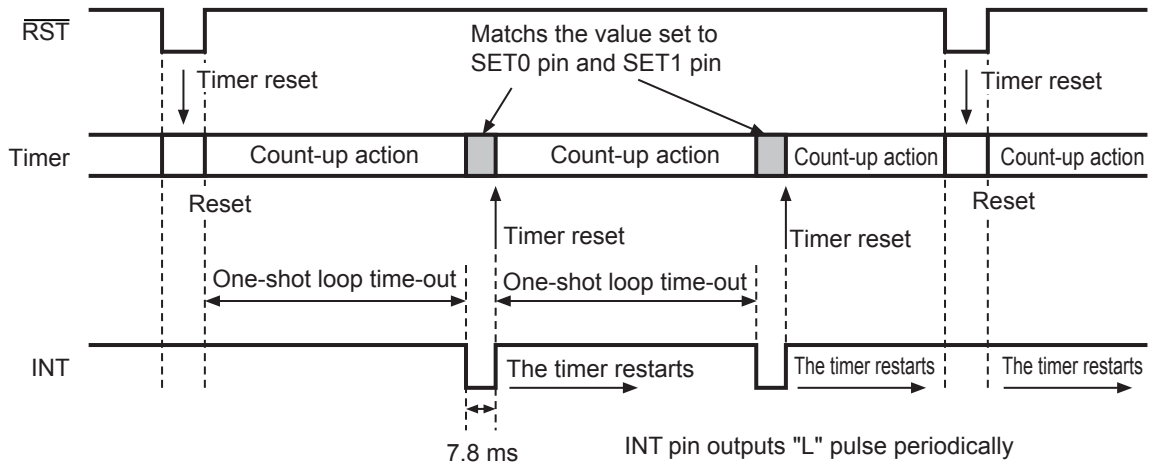 RST
Matchs the value set to
SET0 pin and SET1 pin
Timer reset
Timer reset
Timer
Count-up action
Count-up action
Count-up action
Count-up action
Reset
Reset
Timer reset
Timer reset
One-shot loop time-out
One-shot loop time-out
INT
The timer restarts
The timer restarts
The timer restarts
7.8 ms
INT pin outputs "L" pulse periodically